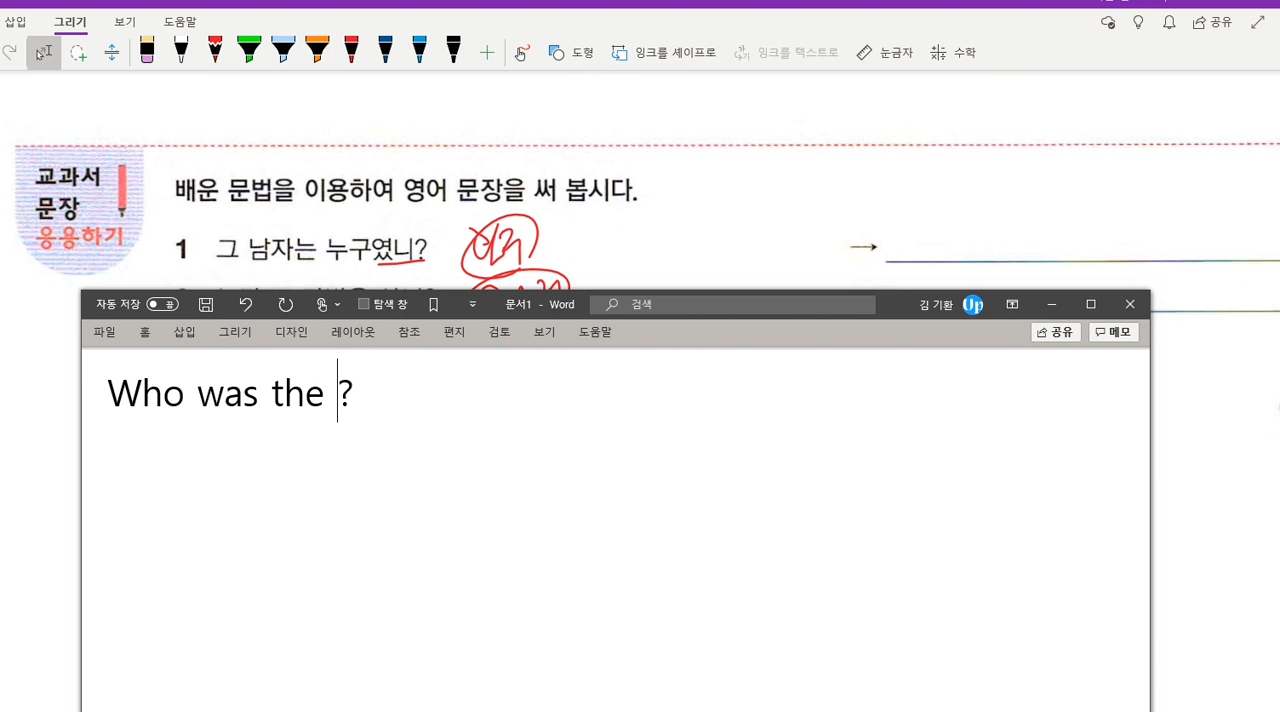 삽입 그리기 보기 도움말
공유
도형 잉크를 셰이프로 잉크를 텍스트로 눈금자 수학
교과서
문장
응용하기
배운 문법을 이용하여 영어 문장을 써 봅시다.
1 그 남자는 누구였니? →
자동 저장 끔 탐색 창 문서1 - Word 검색 김 기환
파일 홈 삽입 그리기 디자인 레이아웃 참조 편지 검토 보기 도움말 공유 메모
Who was the ?